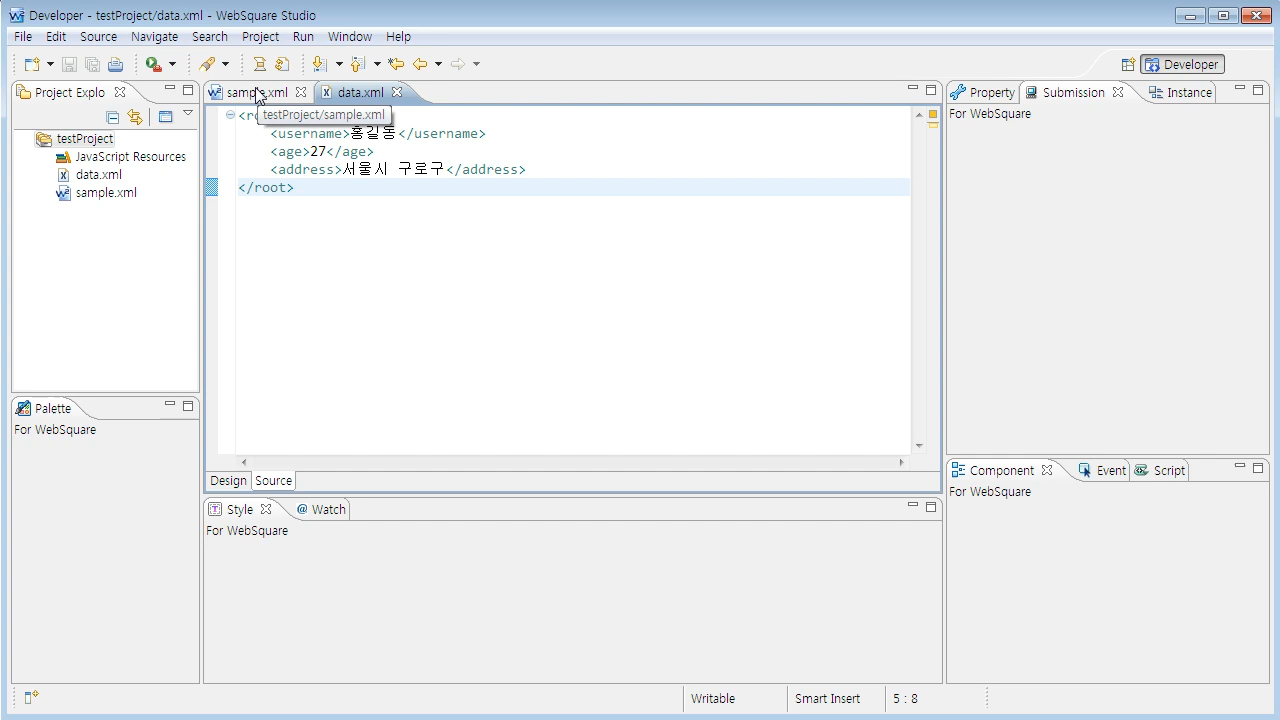 Developer - testProject/data.xml - WebSquare Studio
File Edit Source Navigate Search Project Run Window Help
Developer
Project Explo
testProject
JavaScript Resources
data.xml
sample.xml
Palette
For WebSquare
data.xml
testProject/sample.xml
<username>홍길동</username>
<age>27</age>
<address>서울시 구로구</address>
</root>
Design Source
Style @ Watch
For WebSquare
Property Submission Instance
For WebSquare
Component Event Script
For WebSquare
Writable Smart Insert 5 : 8